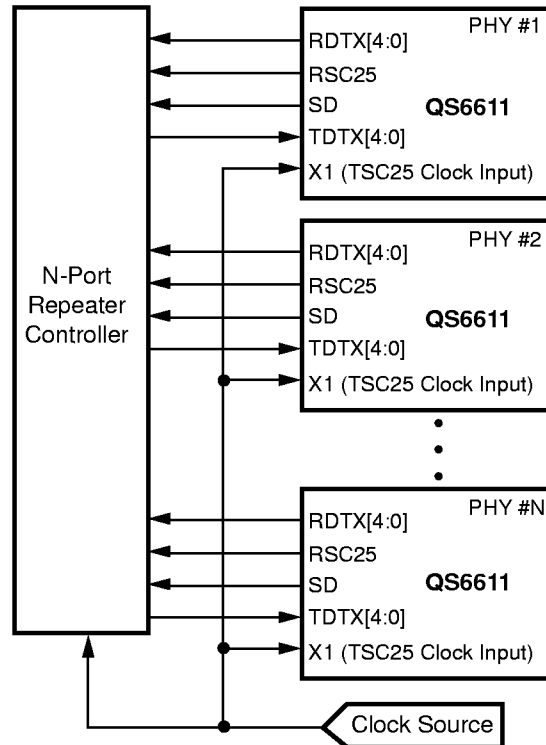 N-Port
Repeater
Controller
PHY #1
RDTX[4:0]
RSC25
SD
QS6611
TDTX[4:0]
X1 (TSC25 Clock Input)
PHY #2
RDTX[4:0]
RSC25
SD
QS6611
TDTX[4:0]
X1 (TSC25 Clock Input)
PHY #N
RDTX[4:0]
RSC25
SD
QS6611
TDTX[4:0]
X1 (TSC25 Clock Input)
Clock Source